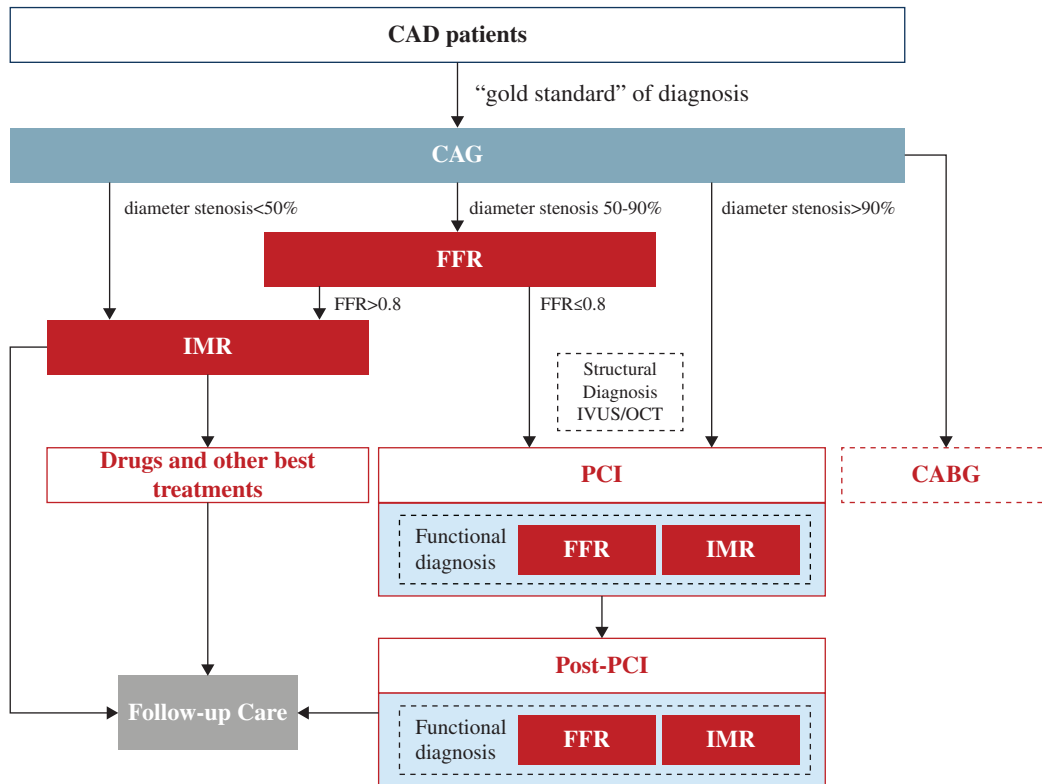 CAD patients
“gold standard” of diagnosis
CAG
diameter stenosis<50%
diameter stenosis 50-90%
diameter stenosis>90%
FFR
FFR>0.8
FFR≤0.8
IMR
Structural
Diagnosis
IVUS/OCT
Drugs and other best
treatments
PCI
CABG
Functional
diagnosis
FFR
IMR
Post-PCI
Follow-up Care
Functional
diagnosis
FFR
IMR